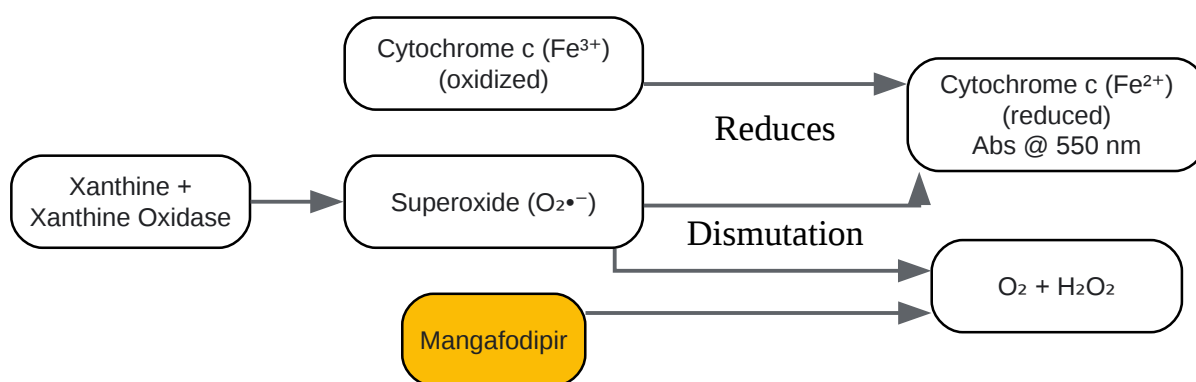 Cytochrome c (Fe³⁺)
(oxidized)
Cytochrome c (Fe²⁺)
(reduced)
Abs @ 550 nm
Reduces
Xanthine +
Xanthine Oxidase
Superoxide (O₂•⁻)
Dismutation
O₂ + H₂O₂
Mangafodipir